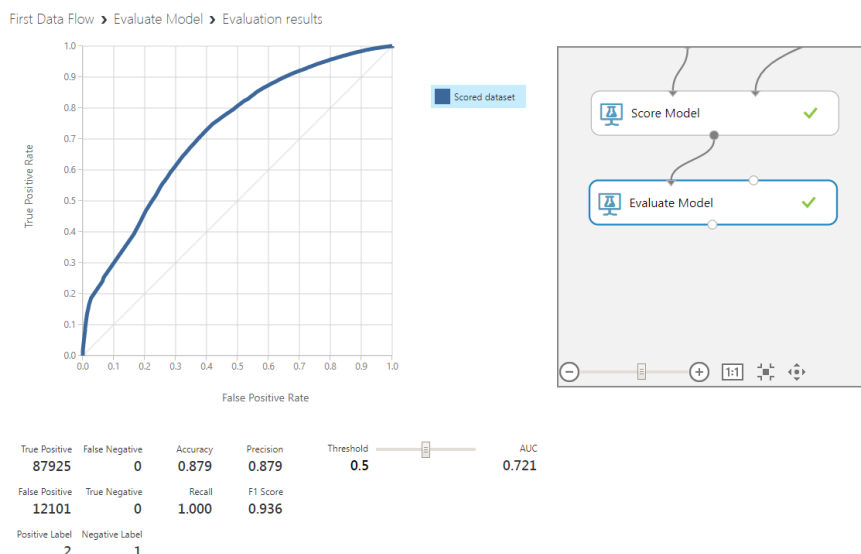 First Data Flow › Evaluate Model › Evaluation results
1.0
0.9
0.8
0.7
0.6
0.5
0.4
0.3
0.2
0.1
0.0
True Positive Rate
0.0 0.1 0.2 0.3 0.4 0.5 0.6 0.7 0.8 0.9 1.0
False Positive Rate
Scored dataset
Score Model
Evaluate Model
1:1
True Positive False Negative Accuracy Precision Threshold AUC
87925 0 0.879 0.879 0.5 0.721
False Positive True Negative Recall F1 Score
12101 0 1.000 0.936
Positive Label Negative Label
2 1